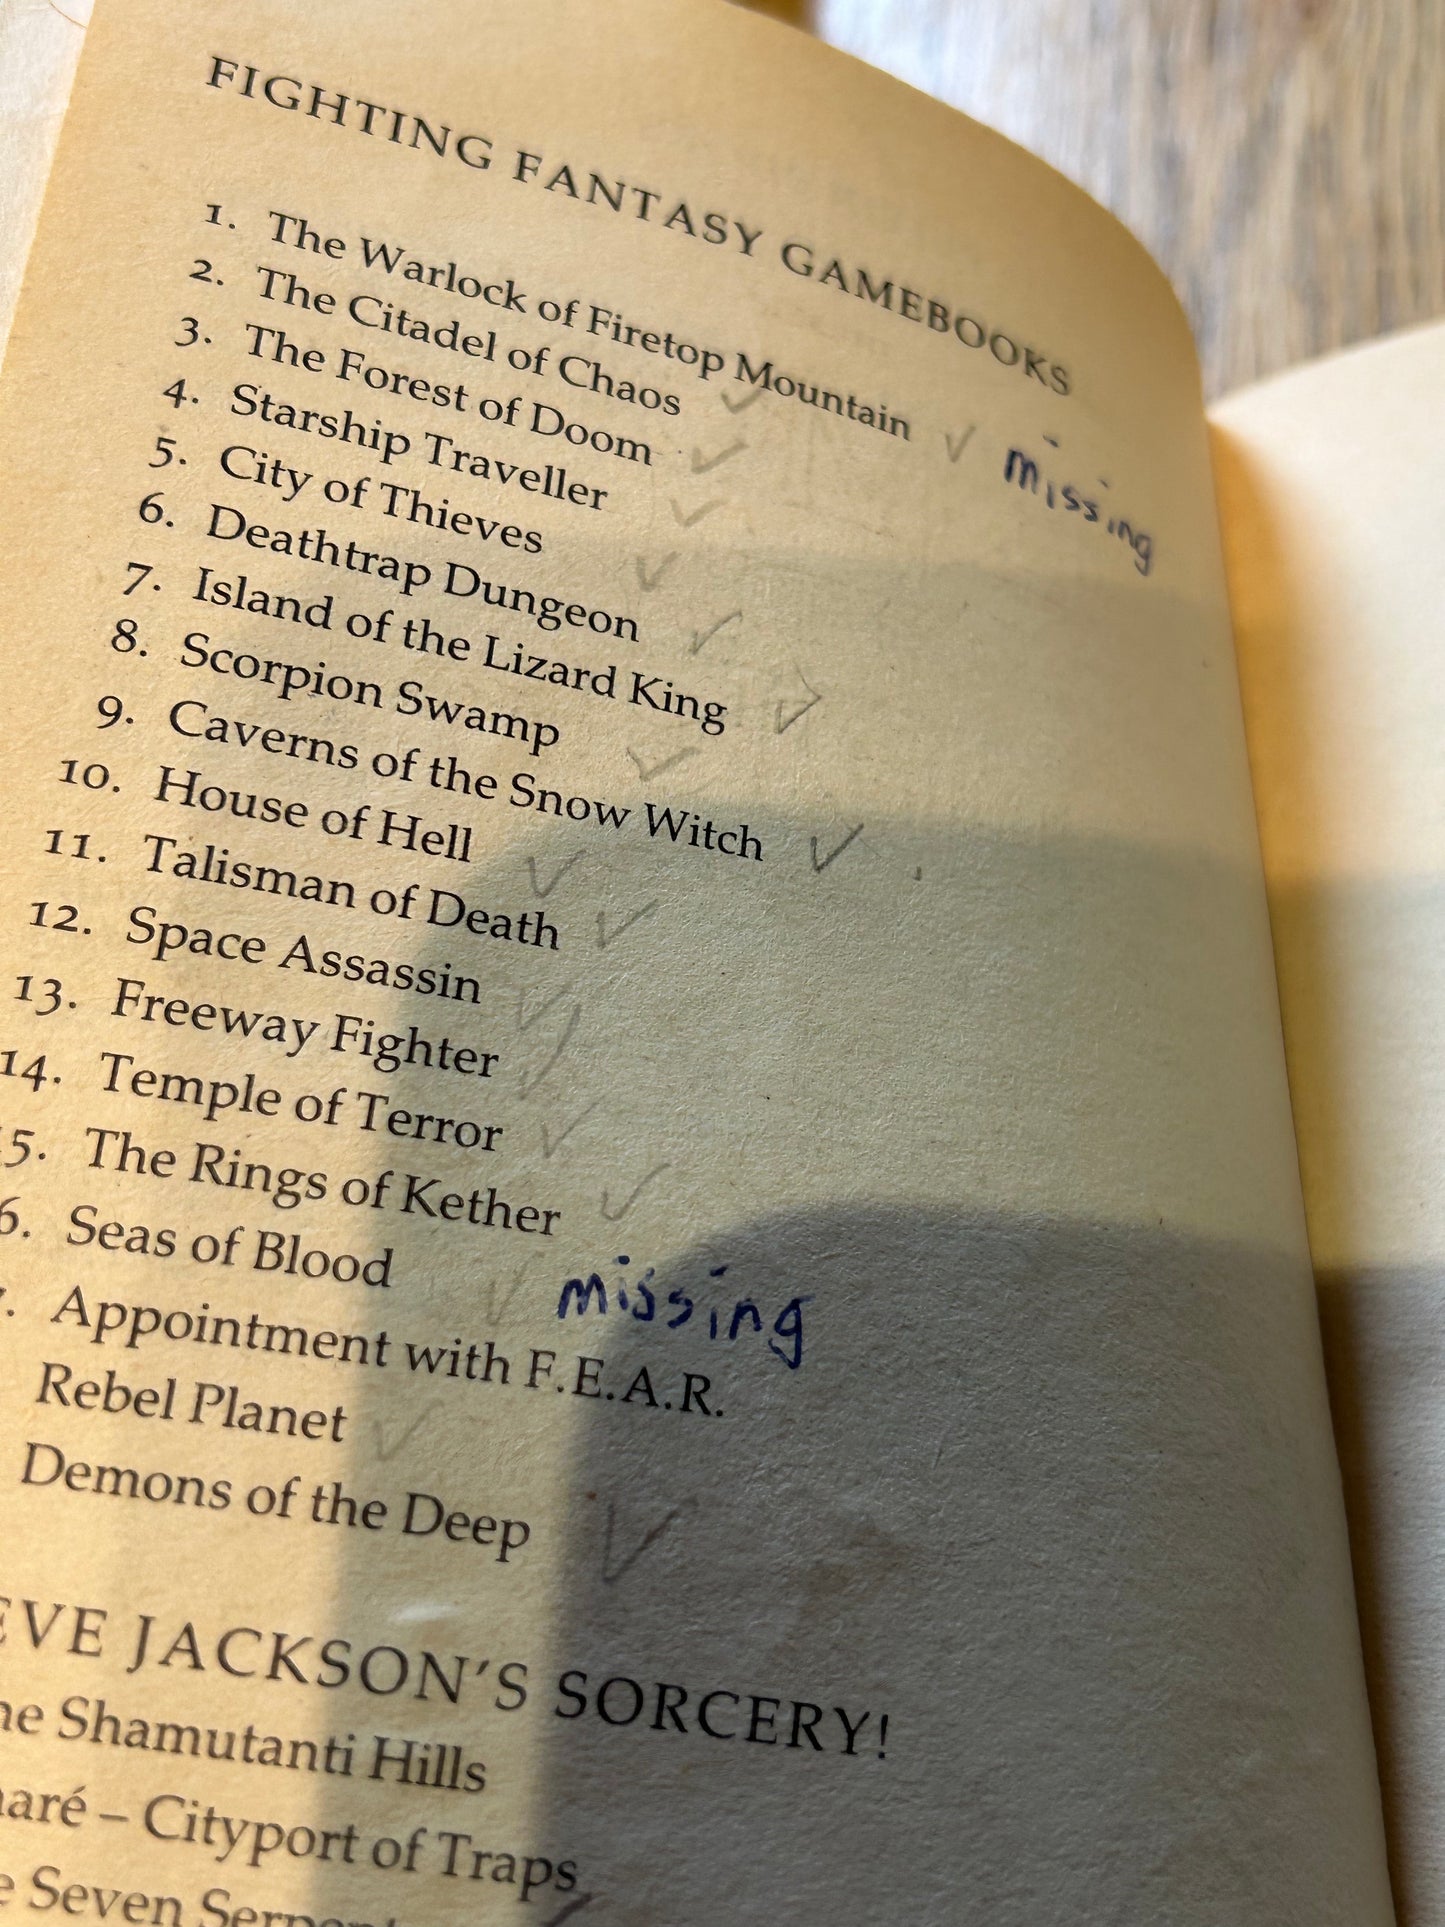 FIGHTING FANTASY GAMEBOOKS
1. The Warlock of Firetop Mountain ✓ missing
2. The Citadel of Chaos ✓
3. The Forest of Doom ✓
4. Starship Traveller ✓
5. City of Thieves ✓
6. Deathtrap Dungeon ✓
7. Island of the Lizard King ✓
8. Scorpion Swamp ✓
9. Caverns of the Snow Witch ✓
10. House of Hell ✓
11. Talisman of Death ✓
12. Space Assassin ✓
13. Freeway Fighter ✓
14. Temple of Terror ✓
15. The Rings of Kether ✓
6. Seas of Blood ✓ missing
. Appointment with F.E.A.R.
Rebel Planet ✓
Demons of the Deep ✓
EVE JACKSON'S SORCERY!
he Shamutanti Hills
haré – Cityport of Traps
e Seven Serpent